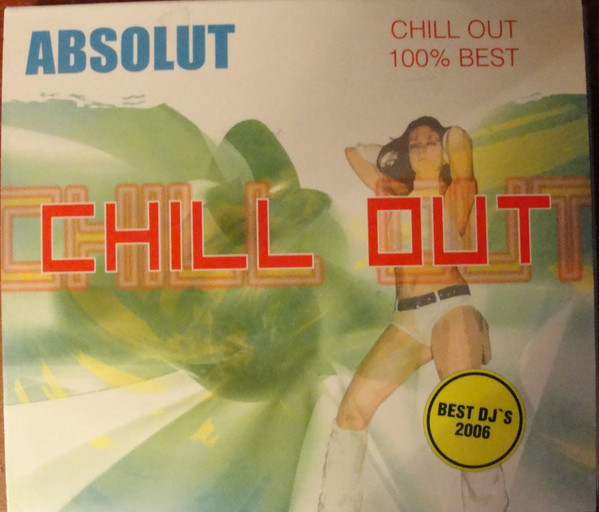 ABSOLUT
CHILL OUT
100% BEST
CHILL OUT
BEST DJ`S
2006